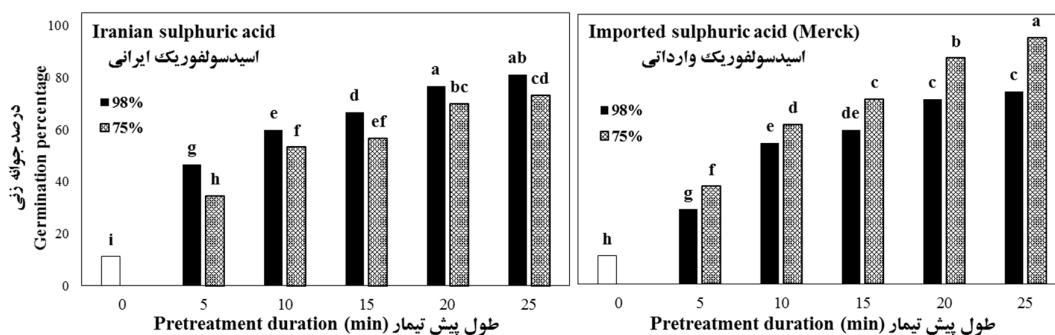 Iranian sulphuric acid
اسیدسولفوریک ایرانی
98%
75%
درصد جوانه زنی
Germination percentage
100
80
60
40
20
0
i
g
h
e
f
d
ef
a
bc
ab
cd
0 5 10 15 20 25
Pretreatment duration (min) طول پیش تیمار
Imported sulphuric acid (Merck)
اسیدسولفوریک وارداتی
98%
75%
h
g
f
e
d
de
c
c
b
c
a
0 5 10 15 20 25
Pretreatment duration (min) طول پیش تیمار